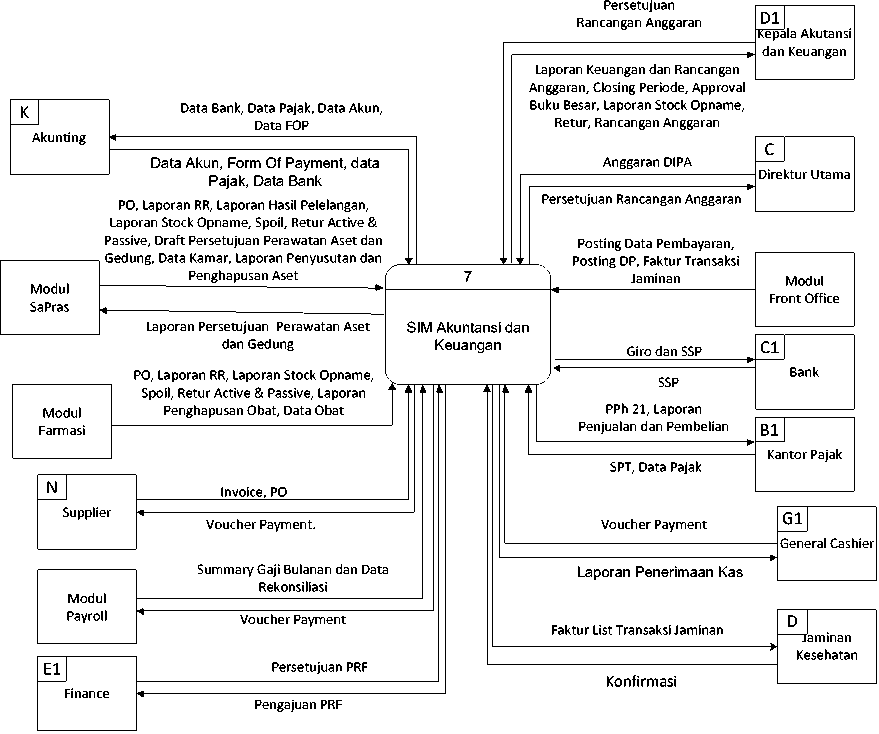 K
Akunting
Data Bank, Data Pajak, Data Akun,
Data FOP
Data Akun, Form Of Payment, data
Pajak, Data Bank
Modul
SaPras
PO, Laporan RR, Laporan Hasil Pelelangan,
Laporan Stock Opname, Spoil, Retur Active &
Passive, Draft Persetujuan Perawatan Aset dan
Gedung, Data Kamar, Laporan Penyusutan dan
Penghapusan Aset
Laporan Persetujuan Perawatan Aset
dan Gedung
Modul
Farmasi
PO, Laporan RR, Laporan Stock Opname,
Spoil, Retur Active & Passive, Laporan
Penghapusan Obat, Data Obat
N
Supplier
Invoice, PO
Voucher Payment.
Modul
Payroll
Summary Gaji Bulanan dan Data
Rekonsiliasi
Voucher Payment
E1
Finance
Persetujuan PRF
Pengajuan PRF
7
SIM Akuntansi dan
Keuangan
Persetujuan
Rancangan Anggaran
Laporan Keuangan dan Rancangan
Anggaran, Closing Periode, Approval
Buku Besar, Laporan Stock Opname,
Retur, Rancangan Anggaran
D1
Kepala Akutansi
dan Keuangan
Anggaran DIPA
Persetujuan Rancangan Anggaran
C
Direktur Utama
Posting Data Pembayaran,
Posting DP, Faktur Transaksi
Jaminan
Modul
Front Office
Giro dan SSP
SSP
C1
Bank
PPh 21, Laporan
Penjualan dan Pembelian
SPT, Data Pajak
B1
Kantor Pajak
Voucher Payment
Laporan Penerimaan Kas
G1
General Cashier
Faktur List Transaksi Jaminan
Konfirmasi
D
Jaminan
Kesehatan